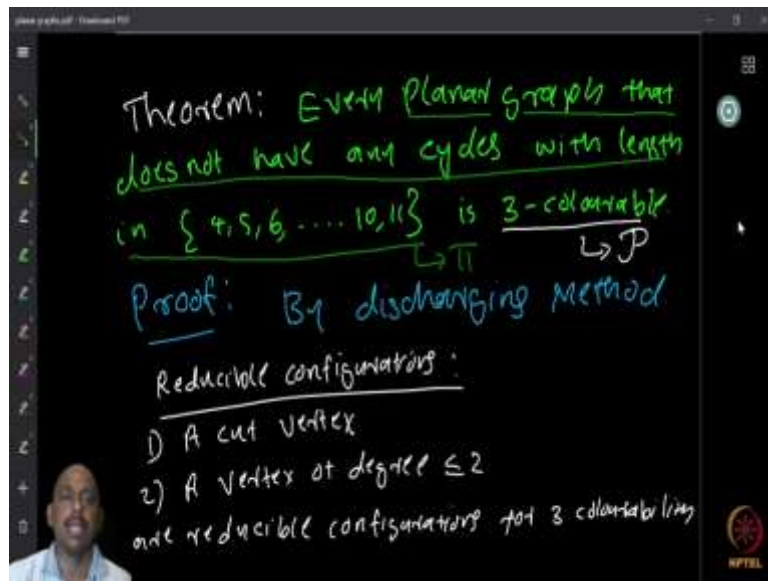 Theorem: Every Planar graph that
does not have any cycles with length
in { 4, 5, 6, .... 10, 11} is 3-colourable.
↳ π ↳ P
Proof: By discharging Method
Reducible configurations:
1) A cut vertex
2) A vertex of degree ≤ 2
are reducible configurations for 3 colourability
NPTEL